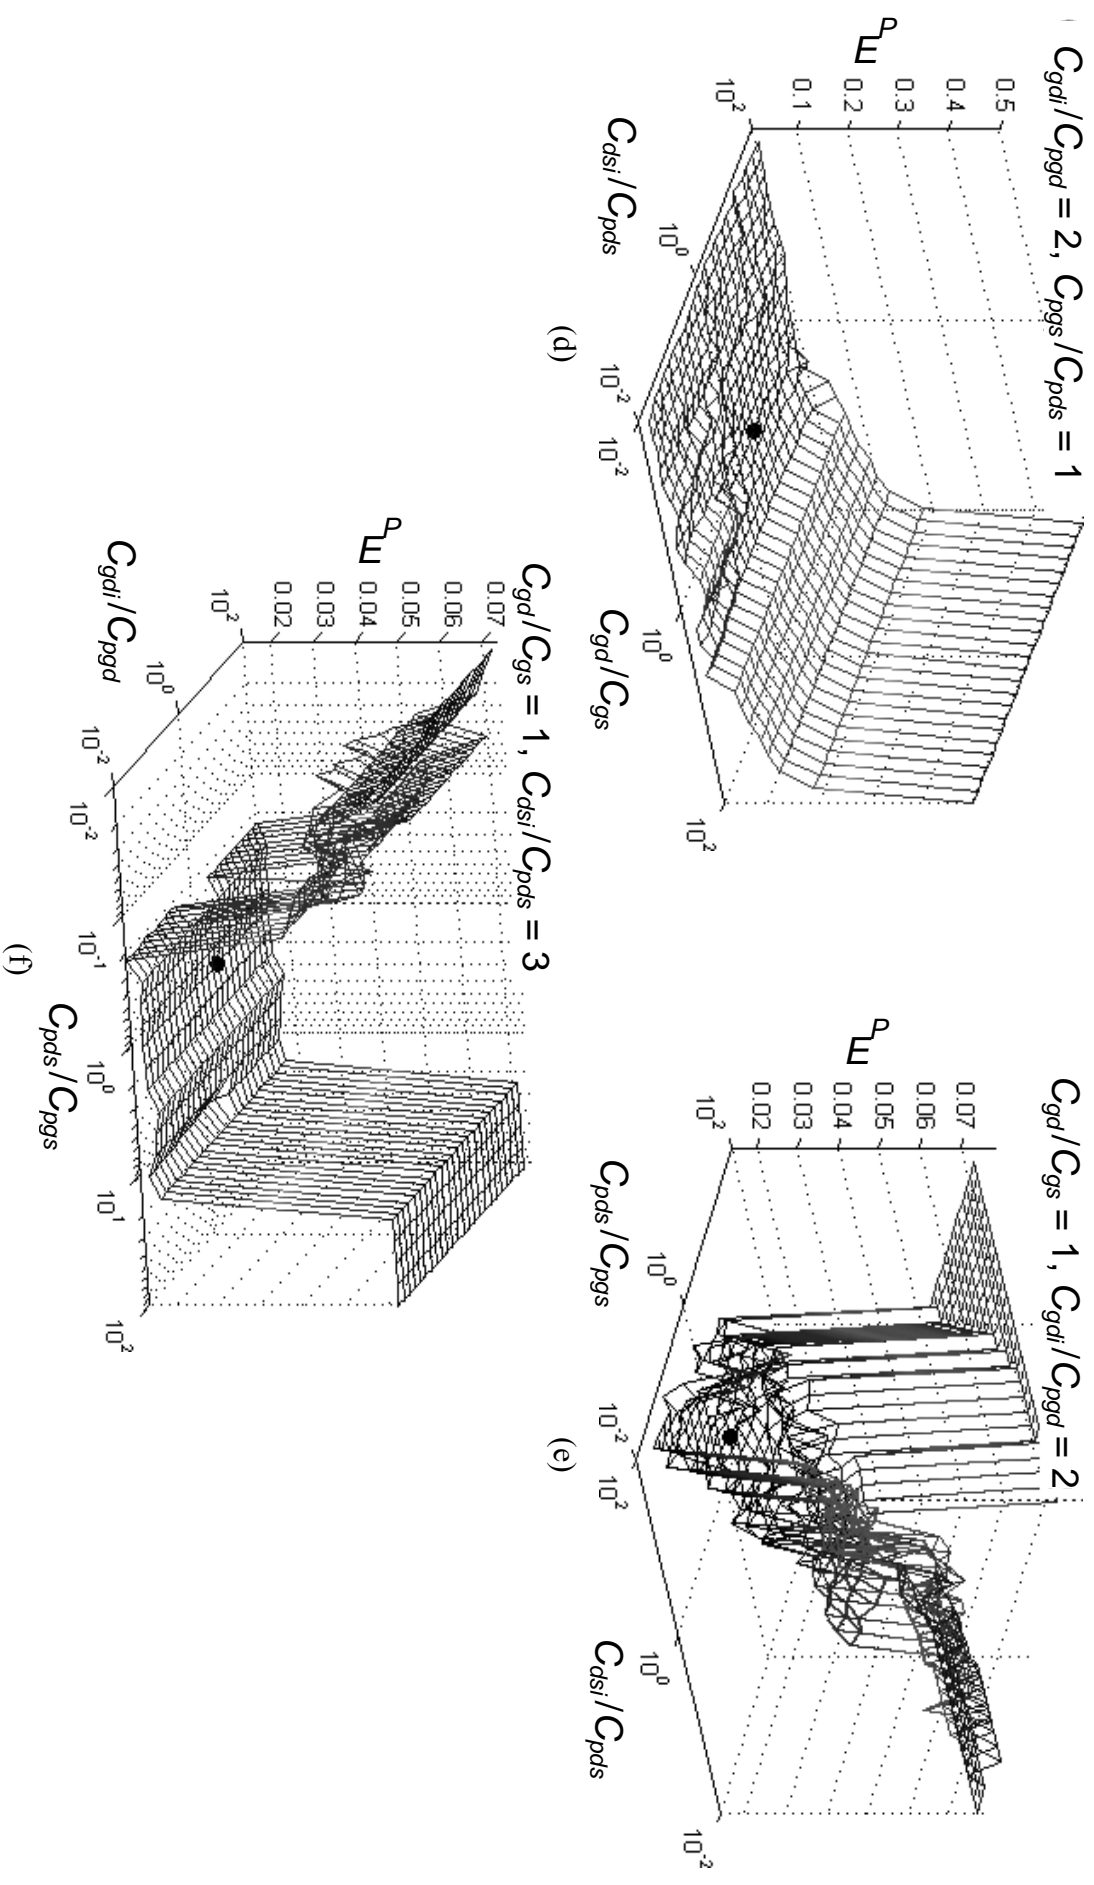 C_gdi/C_pgd = 2, C_pgs/C_pds = 1
E^P
0.5
0.4
0.3
0.2
0.1
10^2
10^0
10^-2
C_dsi/C_pds
10^-2
10^0
10^2
C_gd/C_gs
(d)
C_gd/C_gs = 1, C_gdi/C_pgd = 2
E^P
0.07
0.06
0.05
0.04
0.03
0.02
10^2
10^0
10^-2
C_pds/C_pgs
10^2
10^0
10^-2
C_dsi/C_pds
(e)
C_gd/C_gs = 1, C_dsi/C_pds = 3
E^P
0.07
0.06
0.05
0.04
0.03
0.02
10^2
10^0
10^-2
C_gdi/C_pgd
10^-2
10^-1
10^0
10^1
10^2
C_pds/C_pgs
(f)